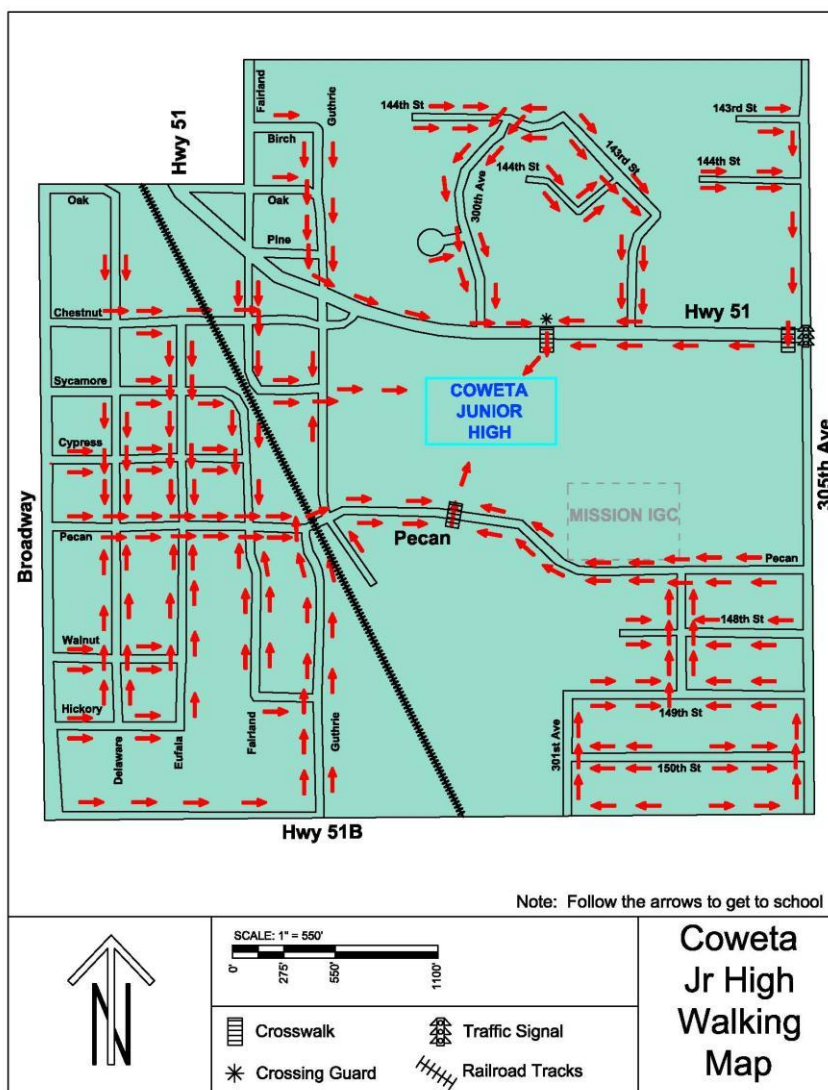 Fairland
Guthrie
Hwy 51
144th St
143rd St
Birch
144th St
143rd St
144th St
Oak
Oak
300th Ave
Pine
Chestnut
Hwy 51
Sycamore
COWETA
JUNIOR
HIGH
Cypress
305th Ave
Broadway
MISSION IGC
Pecan
Pecan
Pecan
148th St
Walnut
Hickory
149th St
Delaware
Eufala
Fairland
Guthrie
301st Ave
150th St
Hwy 51B
Note: Follow the arrows to get to school
N
SCALE: 1" = 550'
0'
275'
550'
1100'
Crosswalk
Traffic Signal
Crossing Guard
Railroad Tracks
Coweta
Jr High
Walking
Map